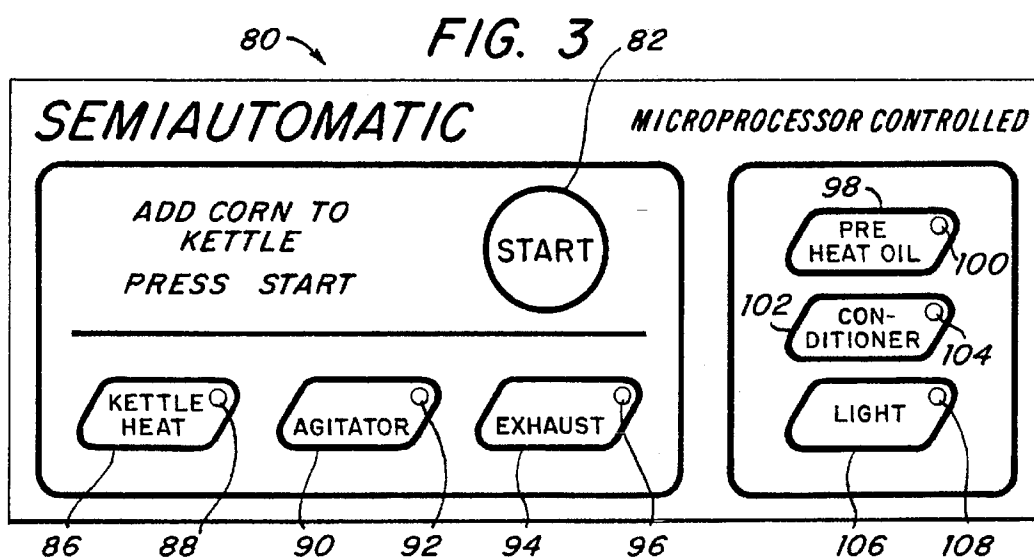 FIG. 3
80
82
SEMIAUTOMATIC
MICROPROCESSOR CONTROLLED
ADD CORN TO
KETTLE
PRESS START
START
KETTLE
HEAT
AGITATOR
EXHAUST
98
PRE
HEAT OIL
100
102
CON-
DITIONER
104
LIGHT
86
88
90
92
94
96
106
108